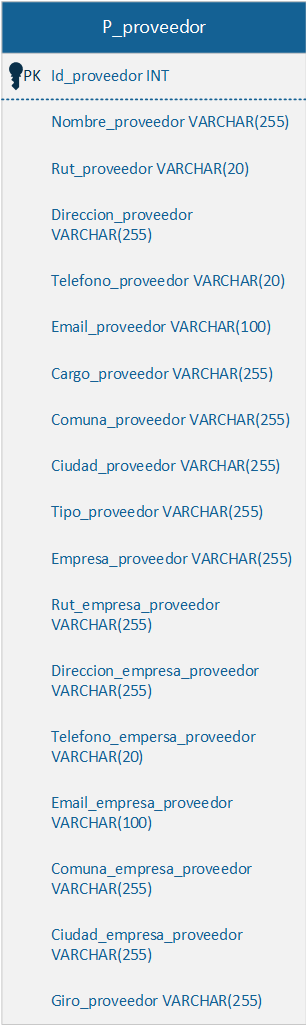 P_proveedor
PK Id_proveedor INT
Nombre_proveedor VARCHAR(255)
Rut_proveedor VARCHAR(20)
Direccion_proveedor
VARCHAR(255)
Telefono_proveedor VARCHAR(20)
Email_proveedor VARCHAR(100)
Cargo_proveedor VARCHAR(255)
Comuna_proveedor VARCHAR(255)
Ciudad_proveedor VARCHAR(255)
Tipo_proveedor VARCHAR(255)
Empresa_proveedor VARCHAR(255)
Rut_empresa_proveedor
VARCHAR(255)
Direccion_empresa_proveedor
VARCHAR(255)
Telefono_empersa_proveedor
VARCHAR(20)
Email_empresa_proveedor
VARCHAR(100)
Comuna_empresa_proveedor
VARCHAR(255)
Ciudad_empresa_proveedor
VARCHAR(255)
Giro_proveedor VARCHAR(255)